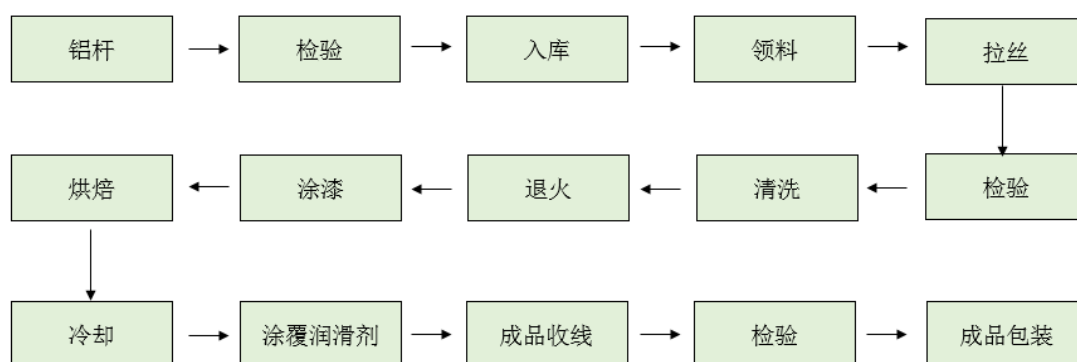 铝杆
检验
入库
领料
拉丝
检验
清洗
退火
涂漆
烘焙
冷却
涂覆润滑剂
成品收线
检验
成品包装